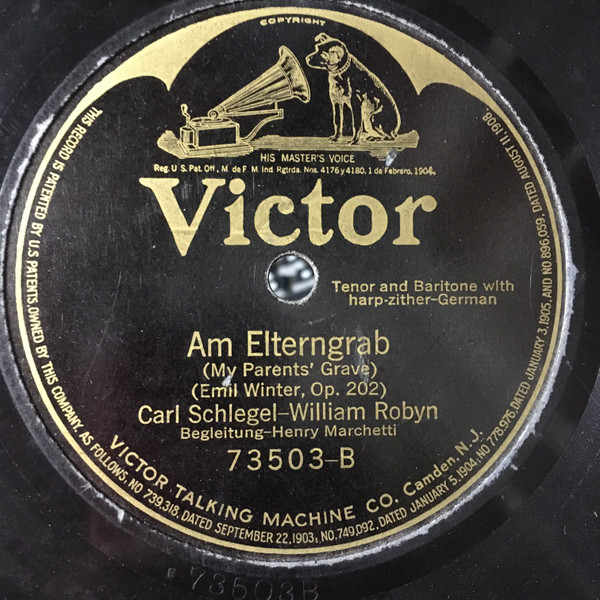 COPYRIGHT
HIS MASTER'S VOICE
Reg. U.S. Pat. Off., M. de F. M. Ind. Rgtrda. Nos. 4176 y 4180, 1 de Febrero, 1904.
Victor
Tenor and Baritone with
harp-zither-German
Am Elterngrab
(My Parents' Grave)
(Emil Winter, Op. 202)
Carl Schlegel-William Robyn
Begleitung-Henry Marchetti
73503-B
VICTOR TALKING MACHINE CO. Camden, N.J.
THIS RECORD IS PATENTED BY U.S. PATENTS OWNED BY THIS COMPANY, AS FOLLOWS, NO 739,318, DATED SEPTEMBER 22, 1903; NO. 749,092, DATED JANUARY 5, 1904; NO. 778,976, DATED JANUARY 3, 1905, AND NO. 896,059, DATED AUGUST 11, 1908.
73503B